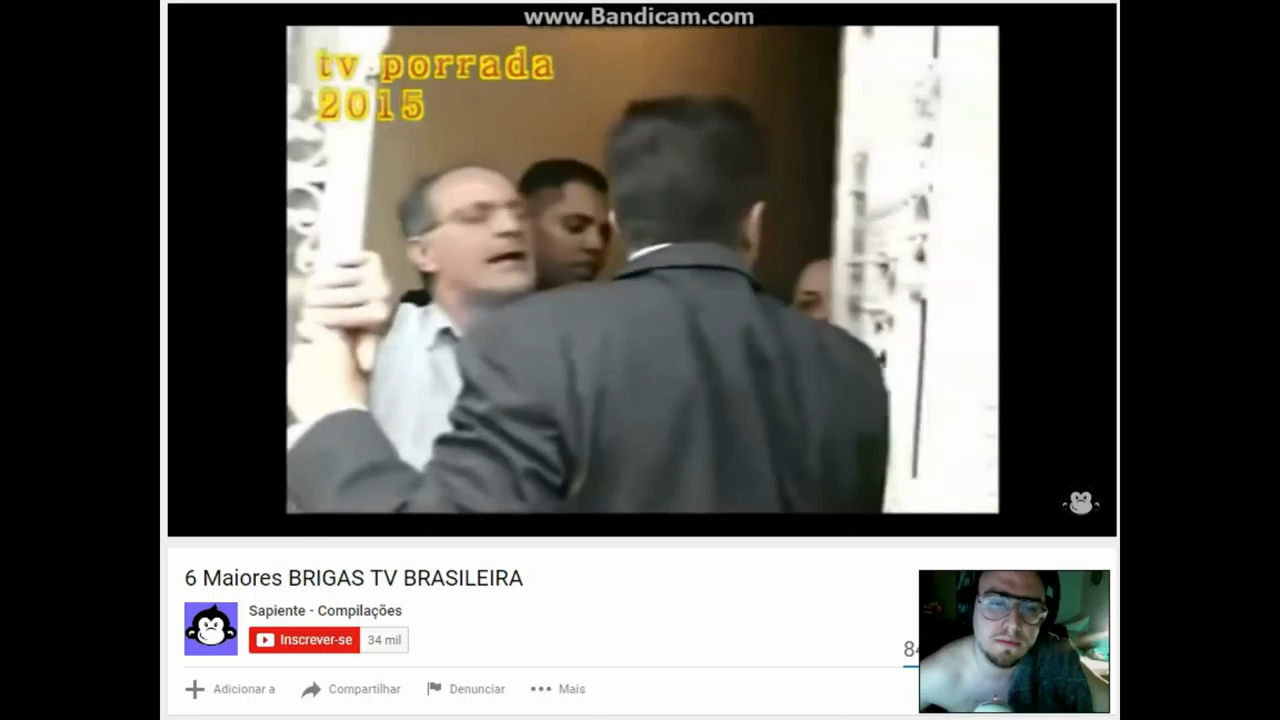 www.Bandicam.com
tv porrada
2015
6 Maiores BRIGAS TV BRASILEIRA
Sapiente - Compilações
Inscrever-se 34 mil
84
Adicionar a Compartilhar Denunciar Mais